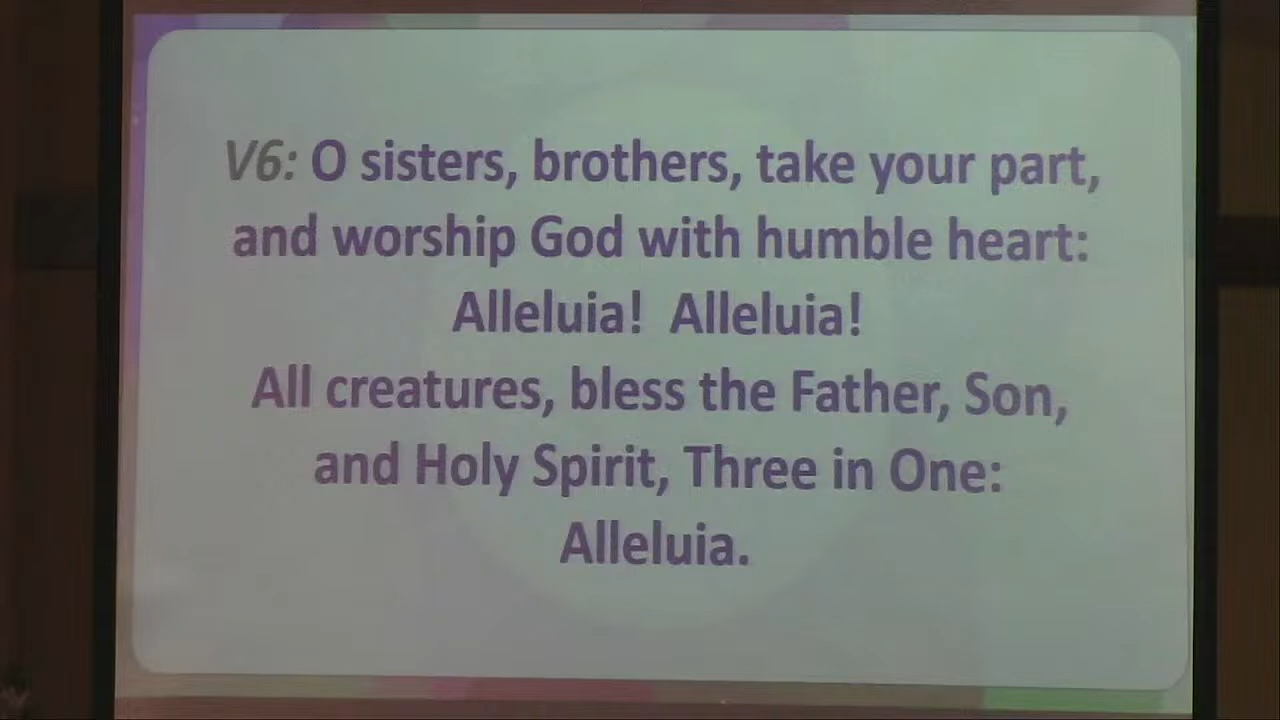 V6: O sisters, brothers, take your part,
and worship God with humble heart:
Alleluia!  Alleluia!
All creatures, bless the Father, Son,
and Holy Spirit, Three in One:
Alleluia.